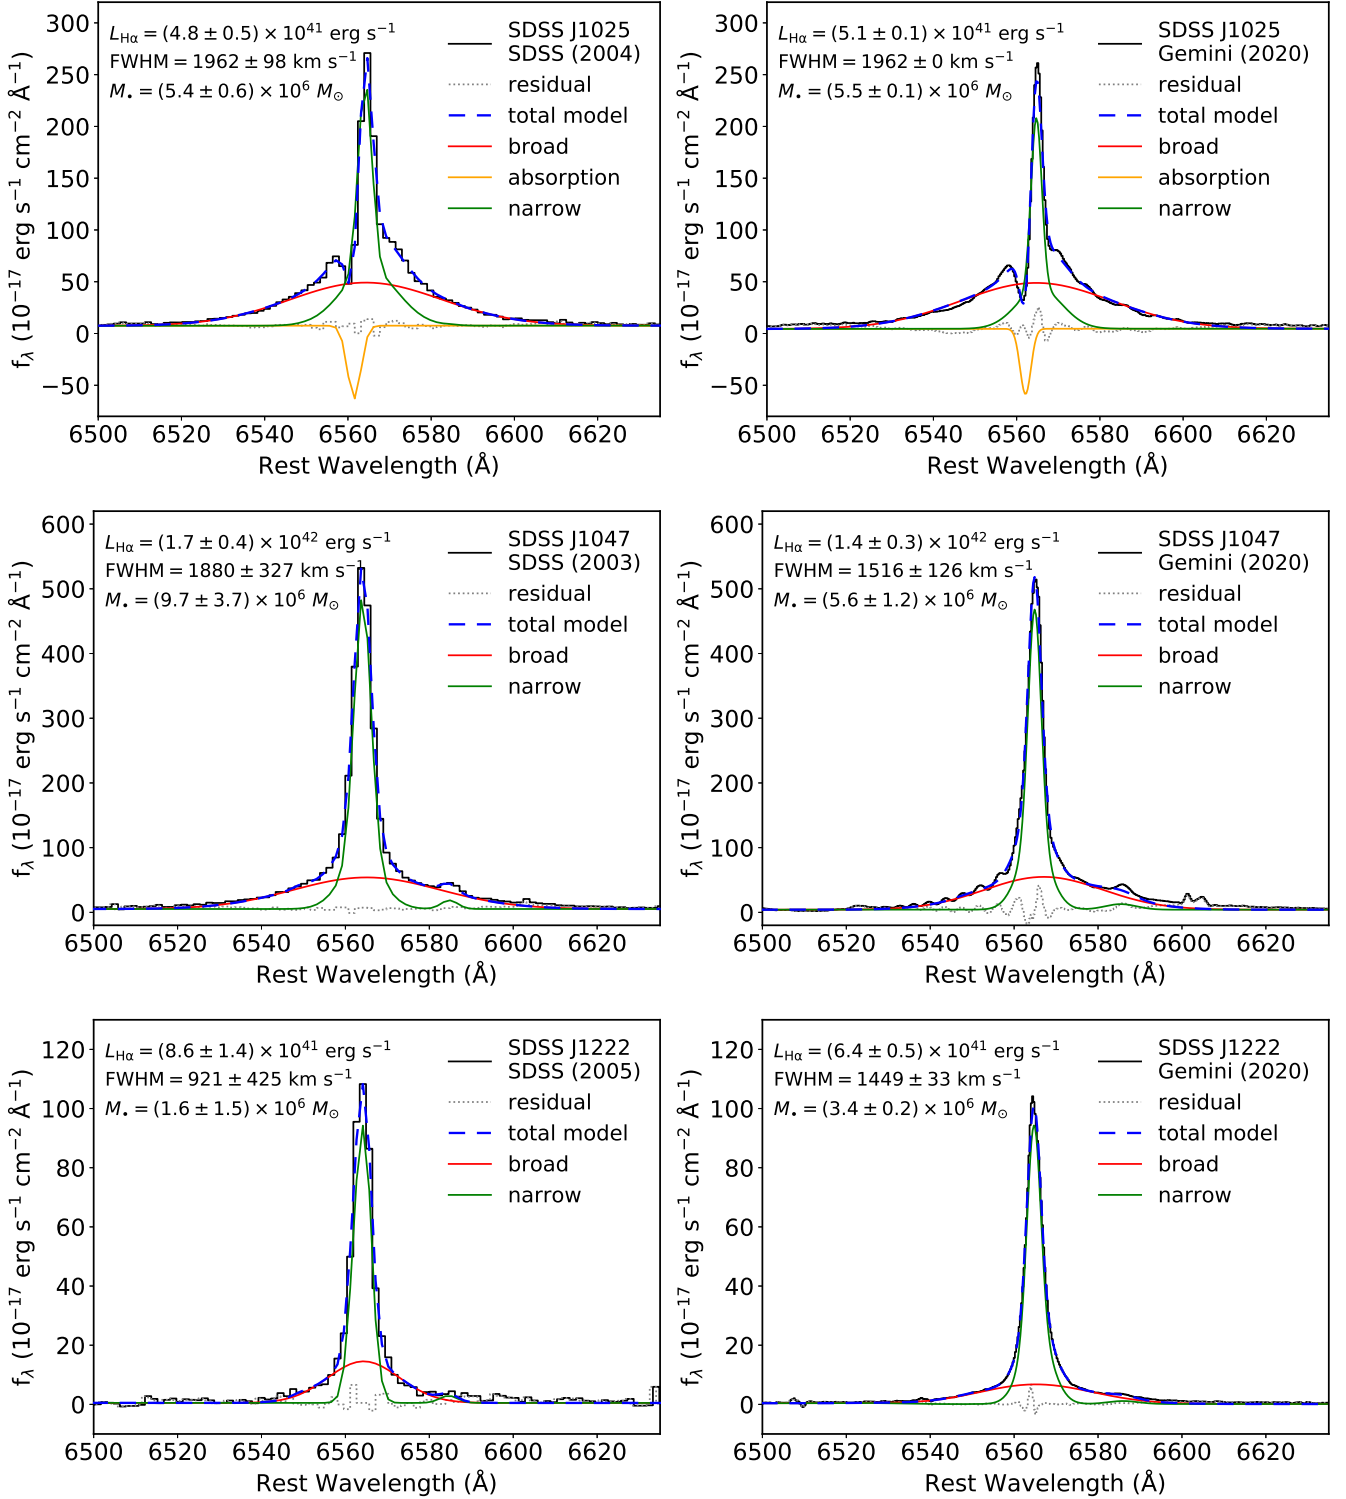 L_Hα = (4.8 ± 0.5) × 10^41 erg s^−1
FWHM = 1962 ± 98 km s^−1
M_• = (5.4 ± 0.6) × 10^6 M_⊙
SDSS J1025
SDSS (2004)
residual
total model
broad
absorption
narrow
300
250
200
150
100
50
0
−50
f_λ (10^−17 erg s^−1 cm^−2 Å^−1)
6500 6520 6540 6560 6580 6600 6620
Rest Wavelength (Å)
L_Hα = (5.1 ± 0.1) × 10^41 erg s^−1
FWHM = 1962 ± 0 km s^−1
M_• = (5.5 ± 0.1) × 10^6 M_⊙
SDSS J1025
Gemini (2020)
residual
total model
broad
absorption
narrow
300
250
200
150
100
50
0
−50
f_λ (10^−17 erg s^−1 cm^−2 Å^−1)
6500 6520 6540 6560 6580 6600 6620
Rest Wavelength (Å)
L_Hα = (1.7 ± 0.4) × 10^42 erg s^−1
FWHM = 1880 ± 327 km s^−1
M_• = (9.7 ± 3.7) × 10^6 M_⊙
SDSS J1047
SDSS (2003)
residual
total model
broad
narrow
600
500
400
300
200
100
0
f_λ (10^−17 erg s^−1 cm^−2 Å^−1)
6500 6520 6540 6560 6580 6600 6620
Rest Wavelength (Å)
L_Hα = (1.4 ± 0.3) × 10^42 erg s^−1
FWHM = 1516 ± 126 km s^−1
M_• = (5.6 ± 1.2) × 10^6 M_⊙
SDSS J1047
Gemini (2020)
residual
total model
broad
narrow
600
500
400
300
200
100
0
f_λ (10^−17 erg s^−1 cm^−2 Å^−1)
6500 6520 6540 6560 6580 6600 6620
Rest Wavelength (Å)
L_Hα = (8.6 ± 1.4) × 10^41 erg s^−1
FWHM = 921 ± 425 km s^−1
M_• = (1.6 ± 1.5) × 10^6 M_⊙
SDSS J1222
SDSS (2005)
residual
total model
broad
narrow
120
100
80
60
40
20
0
f_λ (10^−17 erg s^−1 cm^−2 Å^−1)
6500 6520 6540 6560 6580 6600 6620
Rest Wavelength (Å)
L_Hα = (6.4 ± 0.5) × 10^41 erg s^−1
FWHM = 1449 ± 33 km s^−1
M_• = (3.4 ± 0.2) × 10^6 M_⊙
SDSS J1222
Gemini (2020)
residual
total model
broad
narrow
120
100
80
60
40
20
0
f_λ (10^−17 erg s^−1 cm^−2 Å^−1)
6500 6520 6540 6560 6580 6600 6620
Rest Wavelength (Å)